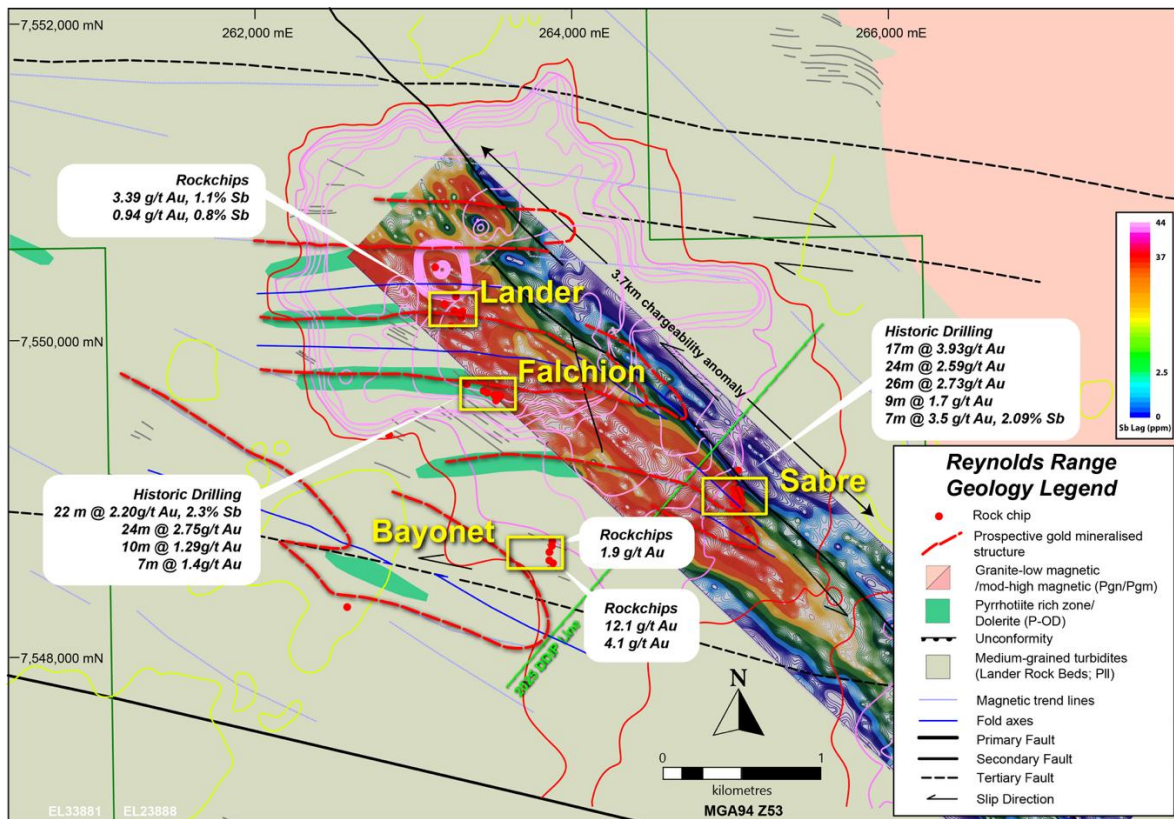 7,552,000 mN
262,000 mE
264,000 mE
266,000 mE
Rockchips
3.39 g/t Au, 1.1% Sb
0.94 g/t Au, 0.8% Sb
44
37
2.5
0
Sb Lag (ppm)
3.7km chargeability anomaly
Lander
7,550,000 mN
Historic Drilling
17m @ 3.93g/t Au
24m @ 2.59g/t Au
26m @ 2.73g/t Au
9m @ 1.7 g/t Au
7m @ 3.5 g/t Au, 2.09% Sb
Falchion
Sabre
Historic Drilling
22 m @ 2.20g/t Au, 2.3% Sb
24m @ 2.75g/t Au
10m @ 1.29g/t Au
7m @ 1.4g/t Au
Bayonet
Rockchips
1.9 g/t Au
Rockchips
12.1 g/t Au
4.1 g/t Au
2025 DDIP Line
7,548,000 mN
N
0
1
kilometres
MGA94 Z53
EL33881
EL23888
Reynolds Range
Geology Legend
Rock chip
Prospective gold mineralised
structure
Granite-low magnetic
/mod-high magnetic (Pgn/Pgm)
Pyrrhotiite rich zone/
Dolerite (P-OD)
Unconformity
Medium-grained turbidites
(Lander Rock Beds; Pll)
Magnetic trend lines
Fold axes
Primary Fault
Secondary Fault
Tertiary Fault
Slip Direction